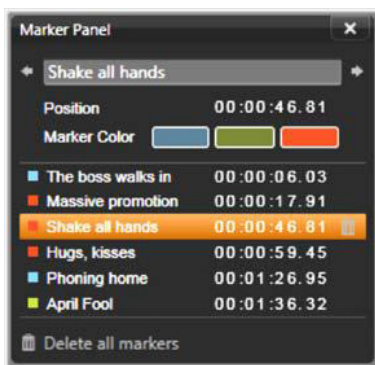 Marker Panel
Shake all hands
Position 00:00:46.81
Marker Color
The boss walks in 00:00:06.03
Massive promotion 00:00:17.91
Shake all hands 00:00:46.81
Hugs, kisses 00:00:59.45
Phoning home 00:01:26.95
April Fool 00:01:36.32
Delete all markers